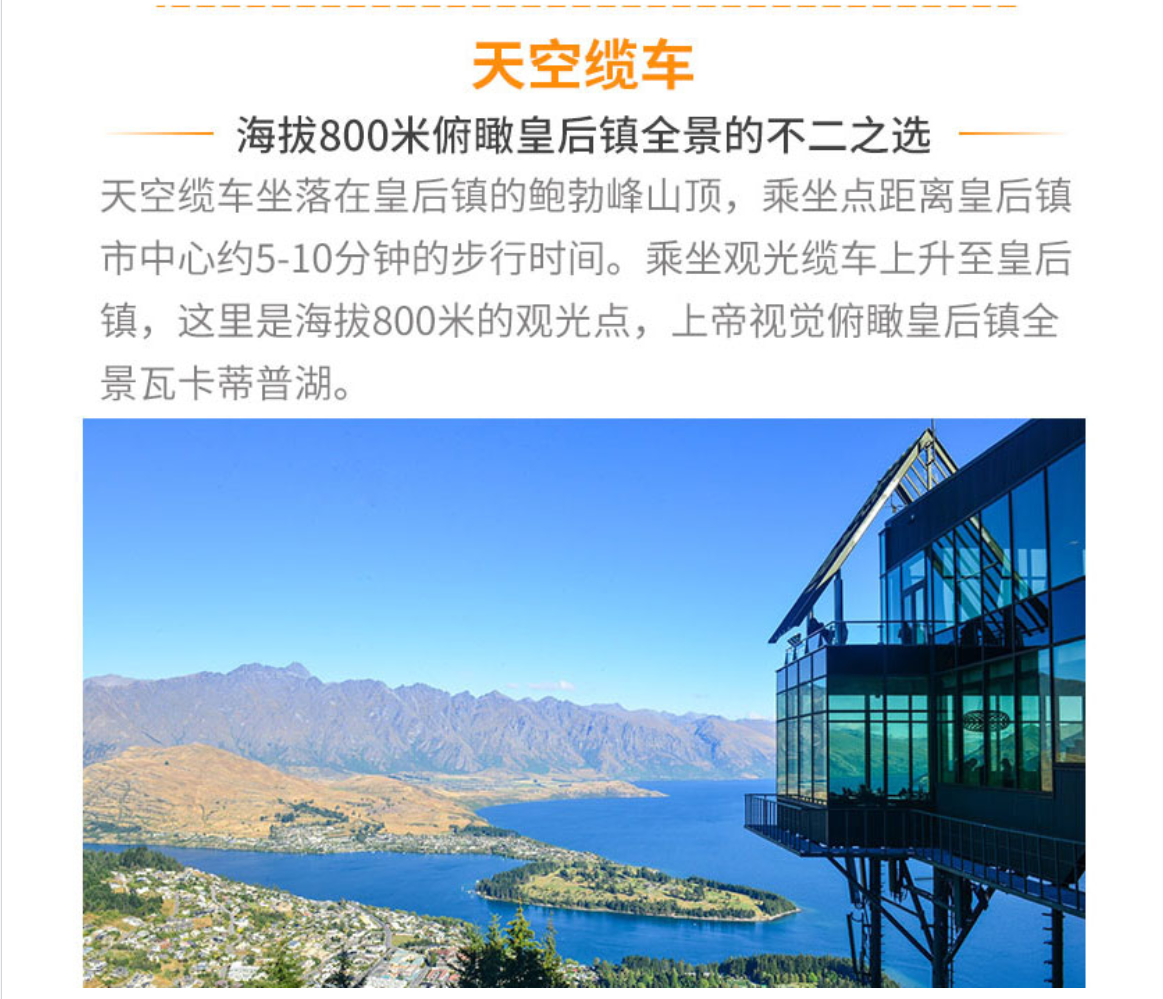 天空缆车
海拔800米俯瞰皇后镇全景的不二之选
天空缆车坐落在皇后镇的鲍勃峰山顶，乘坐点距离皇后镇
市中心约5-10分钟的步行时间。乘坐观光缆车上升至皇后
镇，这里是海拔800米的观光点，上帝视觉俯瞰皇后镇全
景瓦卡蒂普湖。